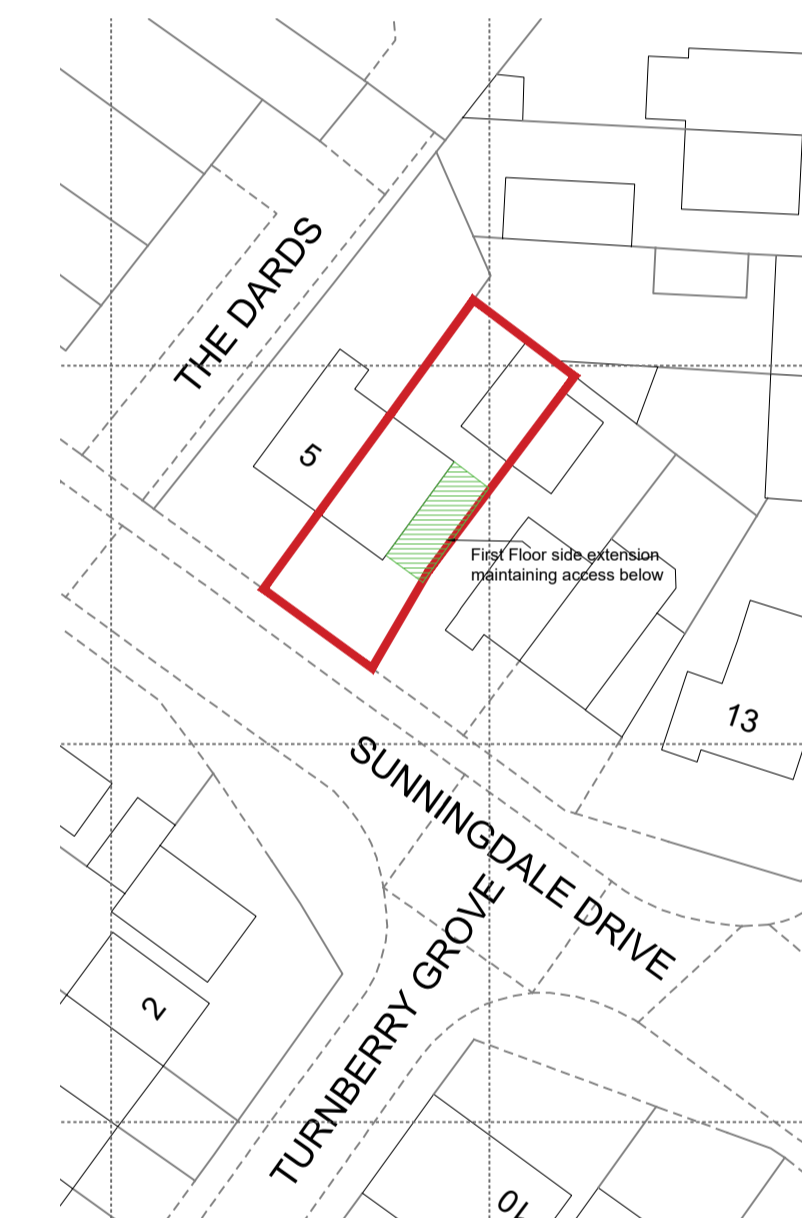 THE DARDS
5
First Floor side extension
maintaining access below
13
SUNNINGDALE DRIVE
TURNBERRY GROVE
2
10